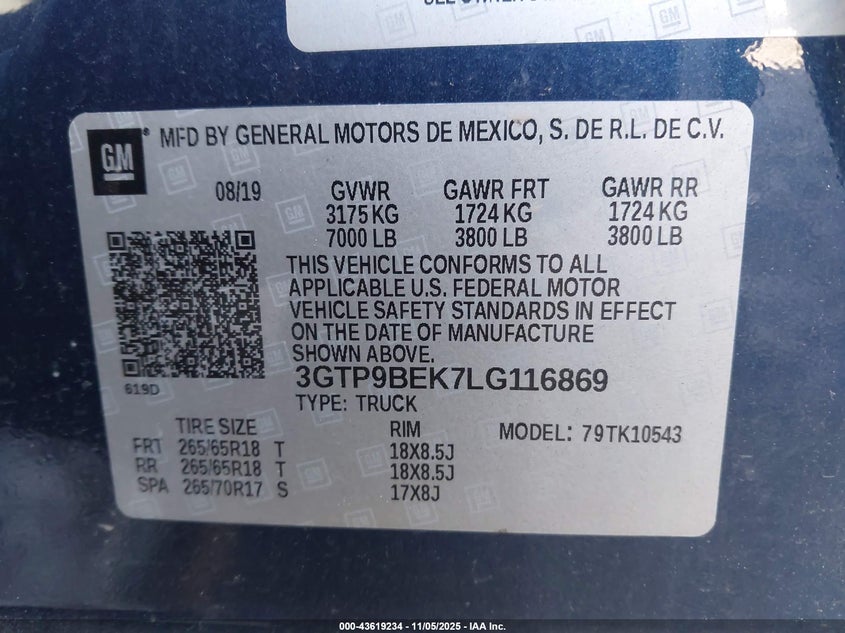 GM
MFD BY GENERAL MOTORS DE MEXICO, S. DE R.L. DE C.V.
08/19 GVWR GAWR FRT GAWR RR
3175 KG 1724 KG 1724 KG
7000 LB 3800 LB 3800 LB
THIS VEHICLE CONFORMS TO ALL
APPLICABLE U.S. FEDERAL MOTOR
VEHICLE SAFETY STANDARDS IN EFFECT
ON THE DATE OF MANUFACTURE
SHOWN ABOVE.
619D
3GTP9BEK7LG116869
TYPE: TRUCK
TIRE SIZE RIM MODEL: 79TK10543
FRT 265/65R18 T 18X8.5J
RR 265/65R18 T 18X8.5J
SPA 265/70R17 S 17X8J
000-43619234 - 11/05/2025 - IAA Inc.